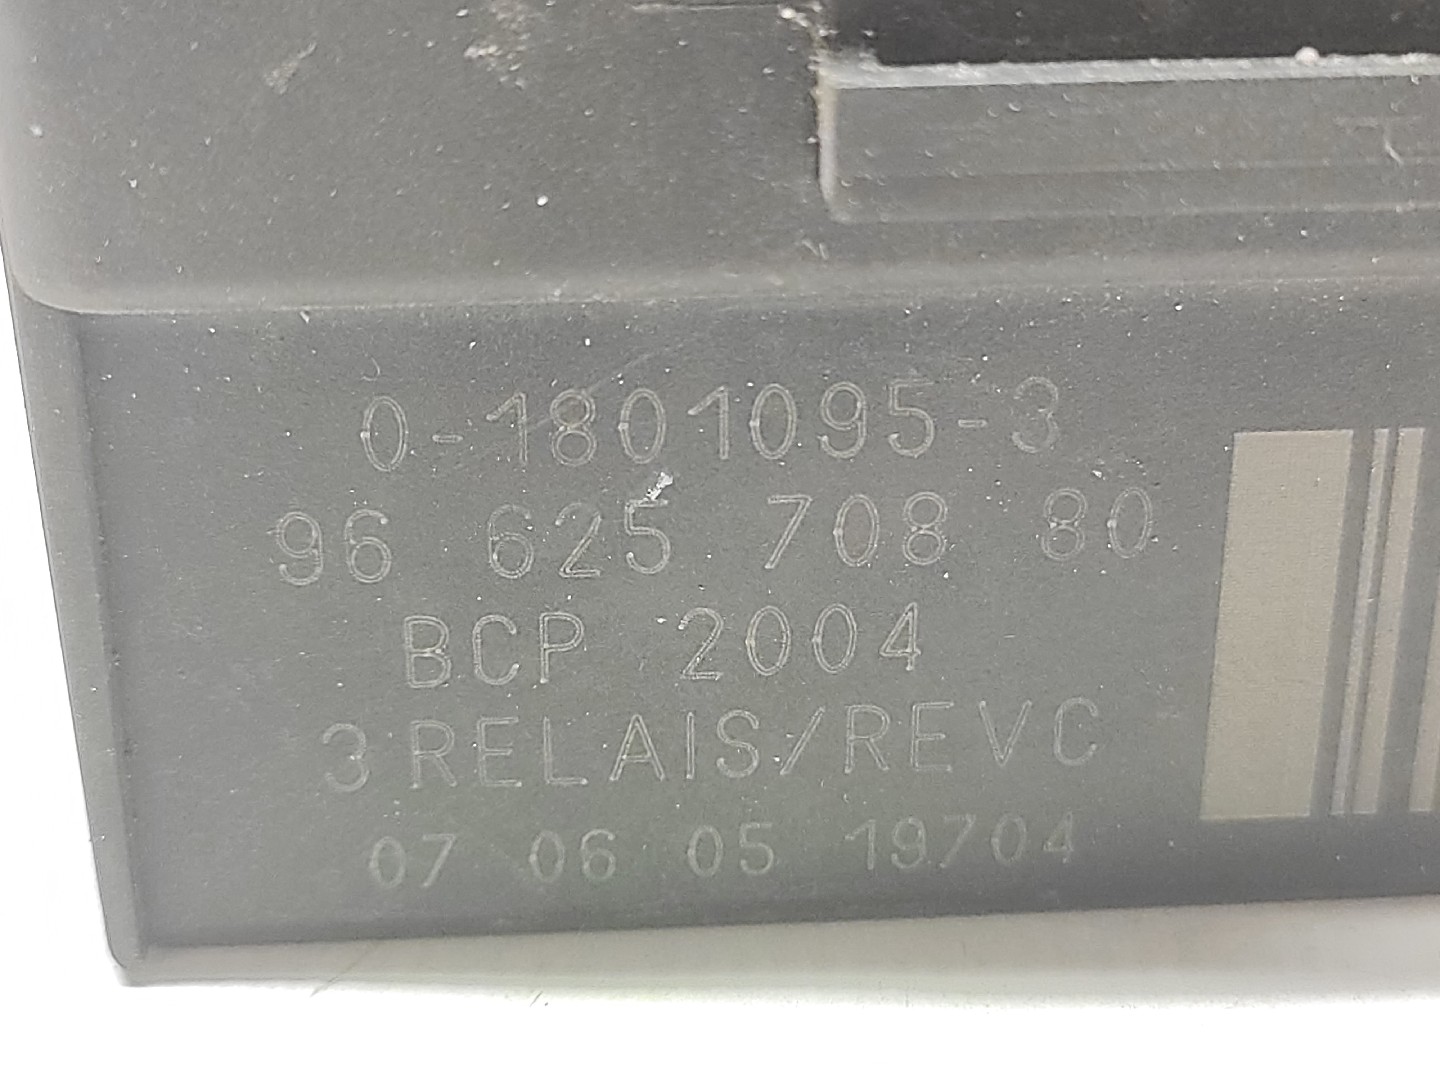 0-1801095-3
96 625 708 80
BCP 2004
3 RELAIS/REVC
07 06 05 19704